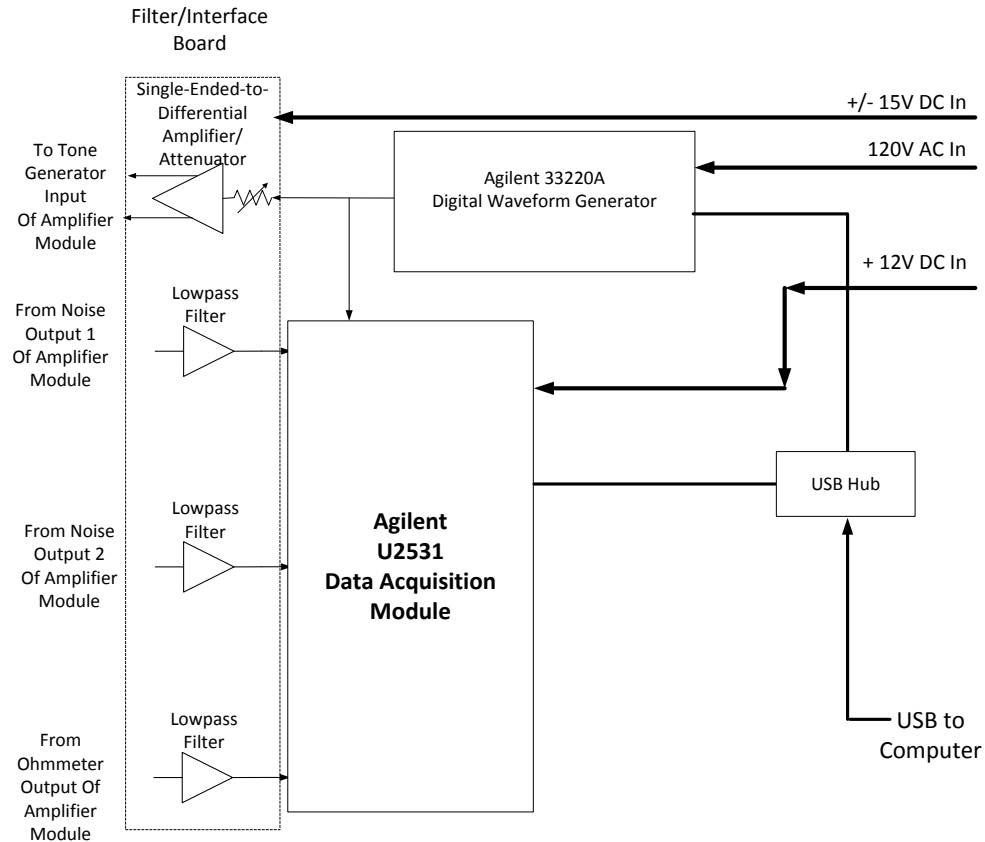 Filter/Interface
Board
Single-Ended-to-
Differential
Amplifier/
Attenuator
+/- 15V DC In
120V AC In
To Tone
Generator
Input
Of Amplifier
Module
Agilent 33220A
Digital Waveform Generator
+ 12V DC In
From Noise
Output 1
Of Amplifier
Module
Lowpass
Filter
USB Hub
From Noise
Output 2
Of Amplifier
Module
Lowpass
Filter
Agilent
U2531
Data Acquisition
Module
From
Ohmmeter
Output Of
Amplifier
Module
Lowpass
Filter
USB to
Computer